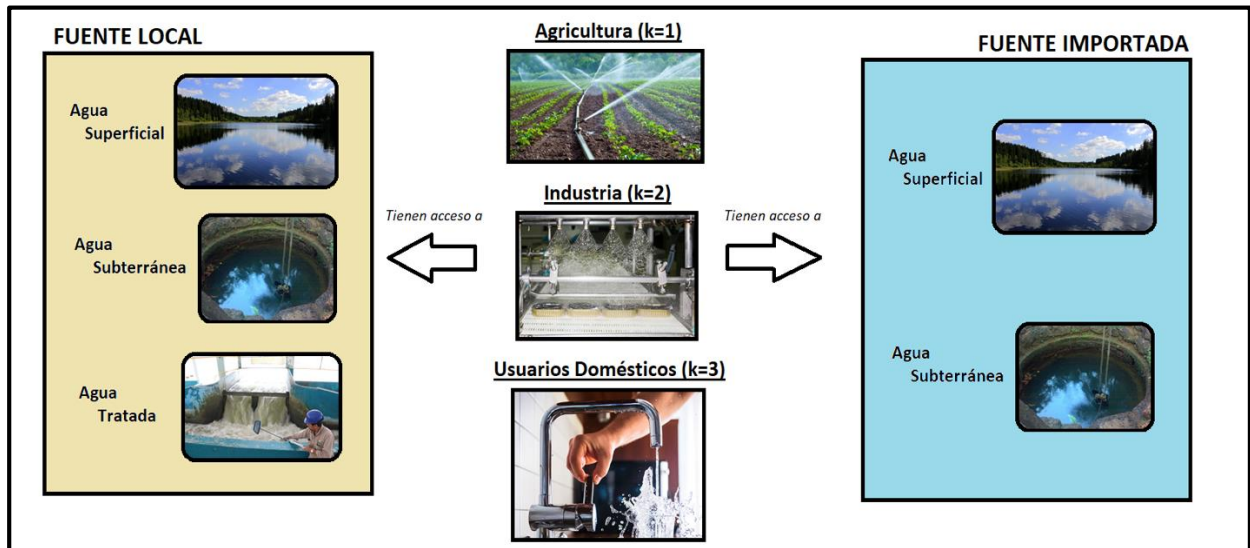 FUENTE LOCAL
Agua
Superficial
Agua
Subterránea
Agua
Tratada
Tienen acceso a
Agricultura (k=1)
Industria (k=2)
Usuarios Domésticos (k=3)
Tienen acceso a
FUENTE IMPORTADA
Agua
Superficial
Agua
Subterránea